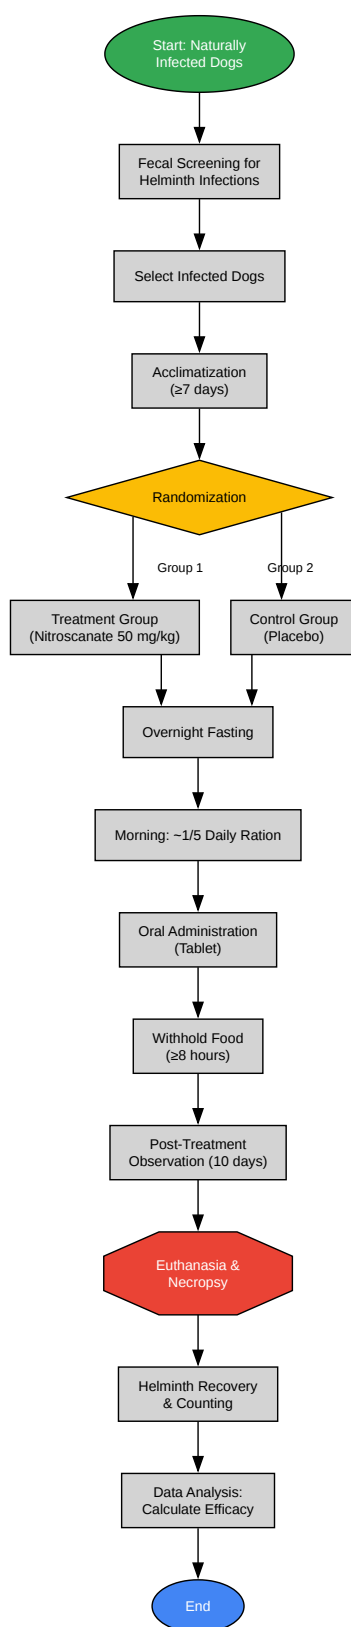 Start: Naturally
Infected Dogs
Fecal Screening for
Helminth Infections
Select Infected Dogs
Acclimatization
(≥7 days)
Randomization
Group 1
Group 2
Treatment Group
(Nitroscanate 50 mg/kg)
Control Group
(Placebo)
Overnight Fasting
Morning: ~1/5 Daily Ration
Oral Administration
(Tablet)
Withhold Food
(≥8 hours)
Post-Treatment
Observation (10 days)
Euthanasia &
Necropsy
Helminth Recovery
& Counting
Data Analysis:
Calculate Efficacy
End